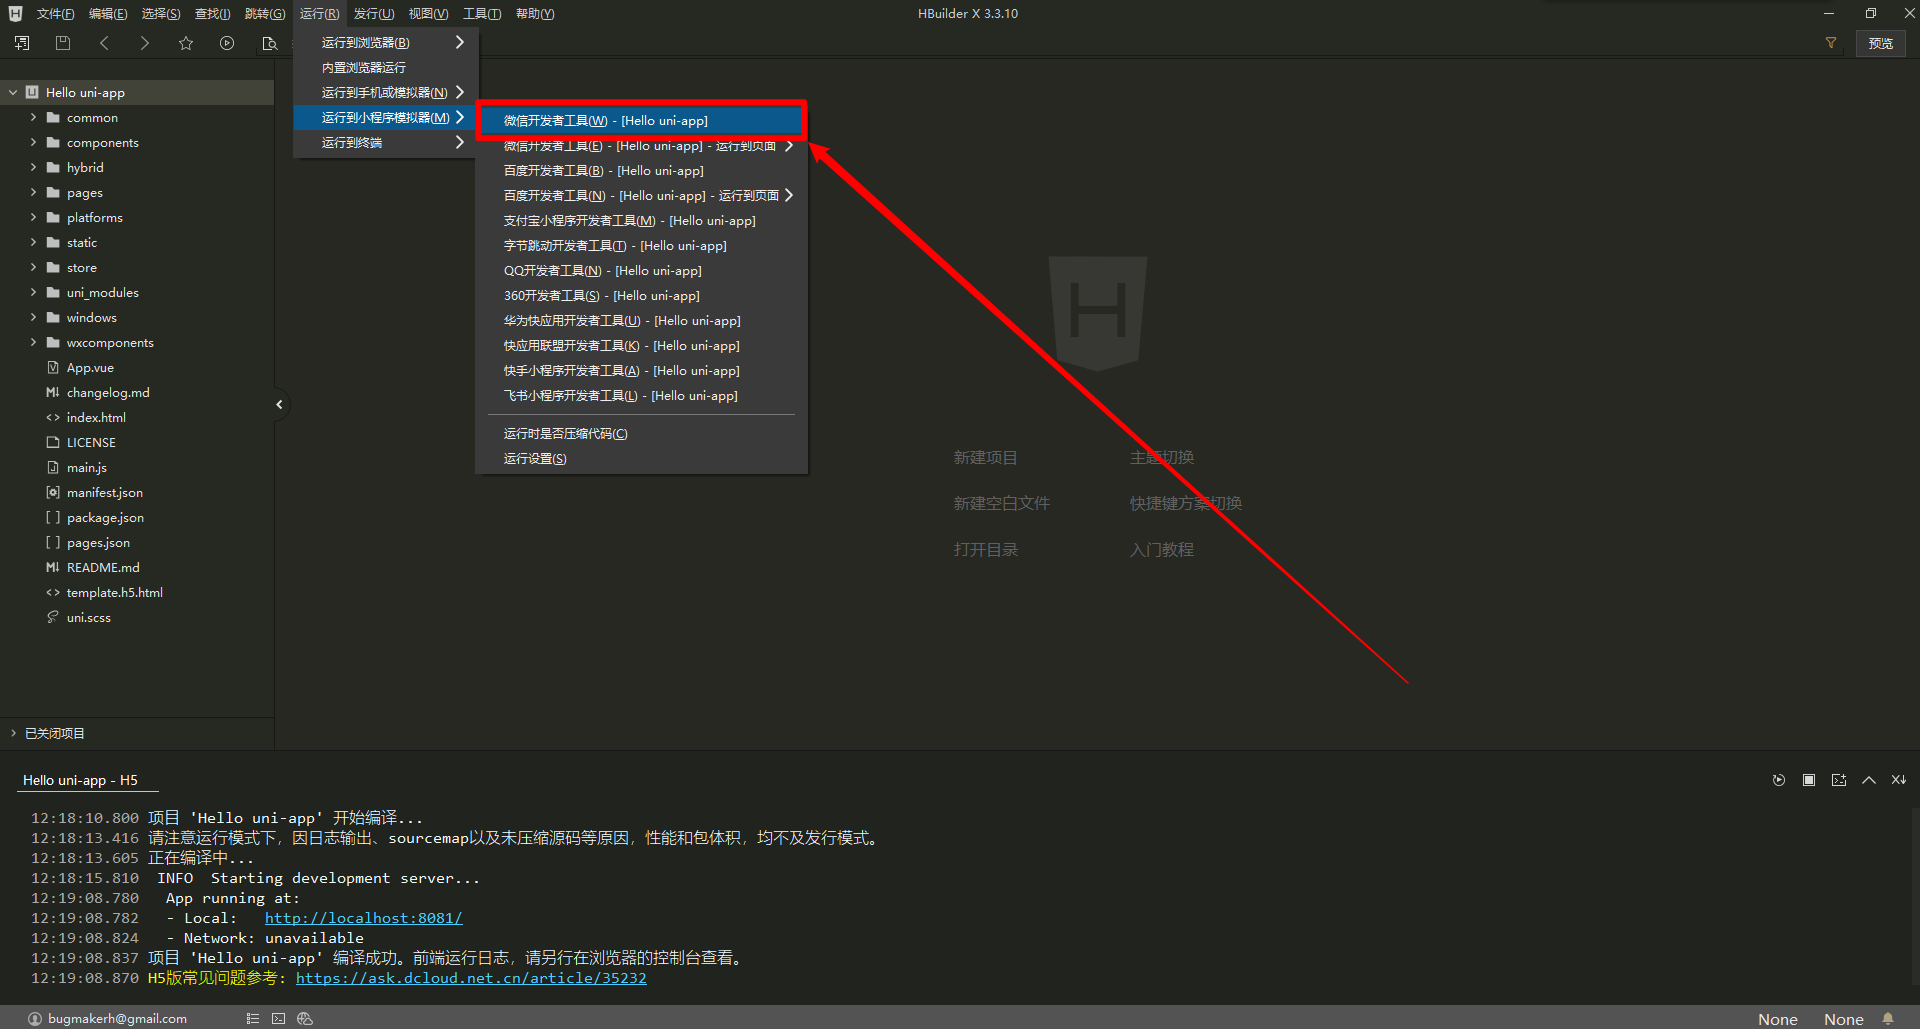 文件(F) 编辑(E) 选择(S) 查找(I) 跳转(G) 运行(R) 发行(U) 视图(V) 工具(T) 帮助(Y)
HBuilder X 3.3.10
预览
运行到浏览器(B)
内置浏览器运行
运行到手机或模拟器(N)
运行到小程序模拟器(M)
运行到终端
微信开发者工具(W) - [Hello uni-app]
微信开发者工具(E) - [Hello uni-app] - 运行到页面
百度开发者工具(B) - [Hello uni-app]
百度开发者工具(N) - [Hello uni-app] - 运行到页面
支付宝小程序开发者工具(M) - [Hello uni-app]
字节跳动开发者工具(T) - [Hello uni-app]
QQ开发者工具(N) - [Hello uni-app]
360开发者工具(S) - [Hello uni-app]
华为快应用开发者工具(U) - [Hello uni-app]
快应用联盟开发者工具(K) - [Hello uni-app]
快手小程序开发者工具(A) - [Hello uni-app]
飞书小程序开发者工具(L) - [Hello uni-app]
运行时是否压缩代码(C)
运行设置(S)
Hello uni-app
common
components
hybrid
pages
platforms
static
store
uni_modules
windows
wxcomponents
App.vue
changelog.md
index.html
LICENSE
main.js
manifest.json
package.json
pages.json
README.md
template.h5.html
uni.scss
已关闭项目
H
新建项目 主题切换
新建空白文件 快捷键方案切换
打开目录 入门教程
Hello uni-app - H5
12:18:10.800 项目 'Hello uni-app' 开始编译...
12:18:13.416 请注意运行模式下，因日志输出、sourcemap以及未压缩源码等原因，性能和包体积，均不及发行模式。
12:18:13.605 正在编译中...
12:18:15.810 INFO Starting development server...
12:19:08.780 App running at:
12:19:08.782 - Local: http://localhost:8081/
12:19:08.824 - Network: unavailable
12:19:08.837 项目 'Hello uni-app' 编译成功。前端运行日志，请另行在浏览器的控制台查看。
12:19:08.870 H5版常见问题参考: https://ask.dcloud.net.cn/article/35232
bugmakerh@gmail.com
None None